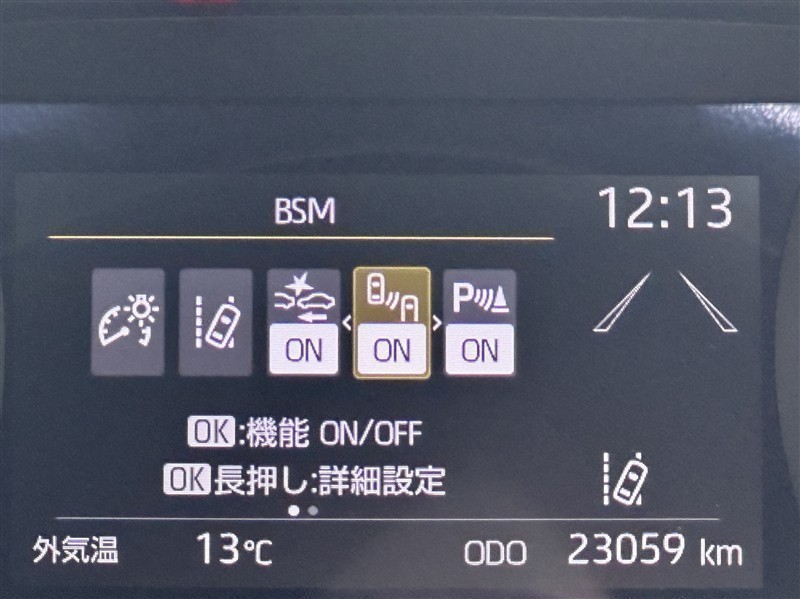 BSM
12:13
P
ON ON ON
OK:機能 ON/OFF
OK長押し:詳細設定
外気温 13℃ ODO 23059 km